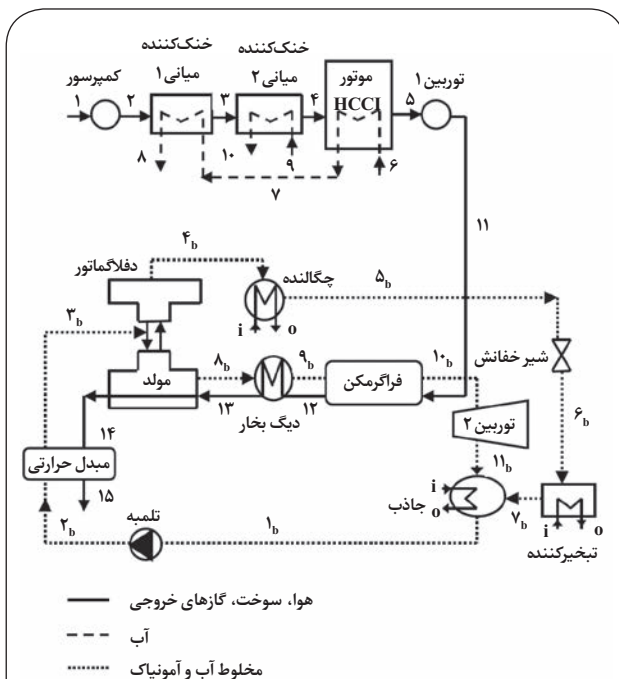 خنک‌کننده میانی ۱
خنک‌کننده میانی ۲
موتور HCCI
توربین ۱
کمپرسور
۱
۲
۳
۴
۵
۸
۱۰
۹
۶
۷
۱۱
۴b
چگالنده
۵b
دفلاگماتور
i
o
۳b
شیر خفانش
مولد
۸b
۹b
فراگرمکن
۱۰b
۱۳
۱۲
دیگ بخار
۶b
توربین ۲
۱۴
مبدل حرارتی
۱۱b
۱۵
i
o
جاذب
۷b
i
o
تبخیرکننده
تلمبه
۲b
۱b
هوا، سوخت، گازهای خروجی
آب
مخلوط آب و آمونیاک